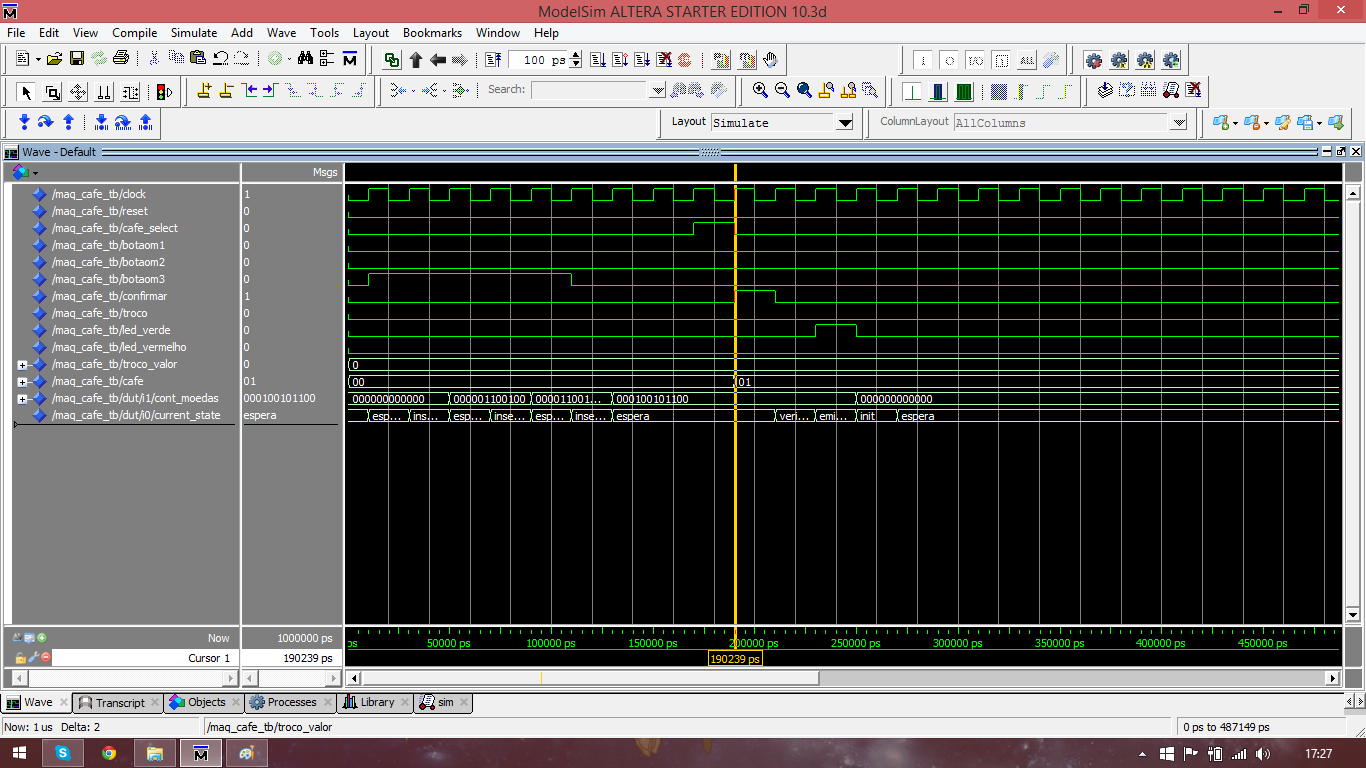 ModelSim ALTERA STARTER EDITION 10.3d
File Edit View Compile Simulate Add Wave Tools Layout Bookmarks Window Help
100 ps
ALL
Search:
Layout Simulate
ColumnLayout AllColumns
Wave - Default
Msgs
/maq_cafe_tb/clock 1
/maq_cafe_tb/reset 0
/maq_cafe_tb/cafe_select 0
/maq_cafe_tb/botaom1 0
/maq_cafe_tb/botaom2 0
/maq_cafe_tb/botaom3 0
/maq_cafe_tb/confirmar 1
/maq_cafe_tb/troco 0
/maq_cafe_tb/led_verde 0
/maq_cafe_tb/led_vermelho 0
/maq_cafe_tb/troco_valor 0 0
/maq_cafe_tb/cafe 01 00 01
/maq_cafe_tb/dut/i1/cont_moedas 000100101100 000000000000 000001100100 000011001... 000100101100 000000000000
/maq_cafe_tb/dut/i0/current_state espera esp... ins... esp... inse... esp... inse... espera veri... emi... init espera
Now 1000000 ps ps 50000 ps 100000 ps 150000 ps 200000 ps 250000 ps 300000 ps 350000 ps 400000 ps 450000 ps
Cursor 1 190239 ps 190239 ps
Wave Transcript Objects Processes Library sim
Now: 1 us Delta: 2 /maq_cafe_tb/troco_valor 0 ps to 487149 ps
17:27